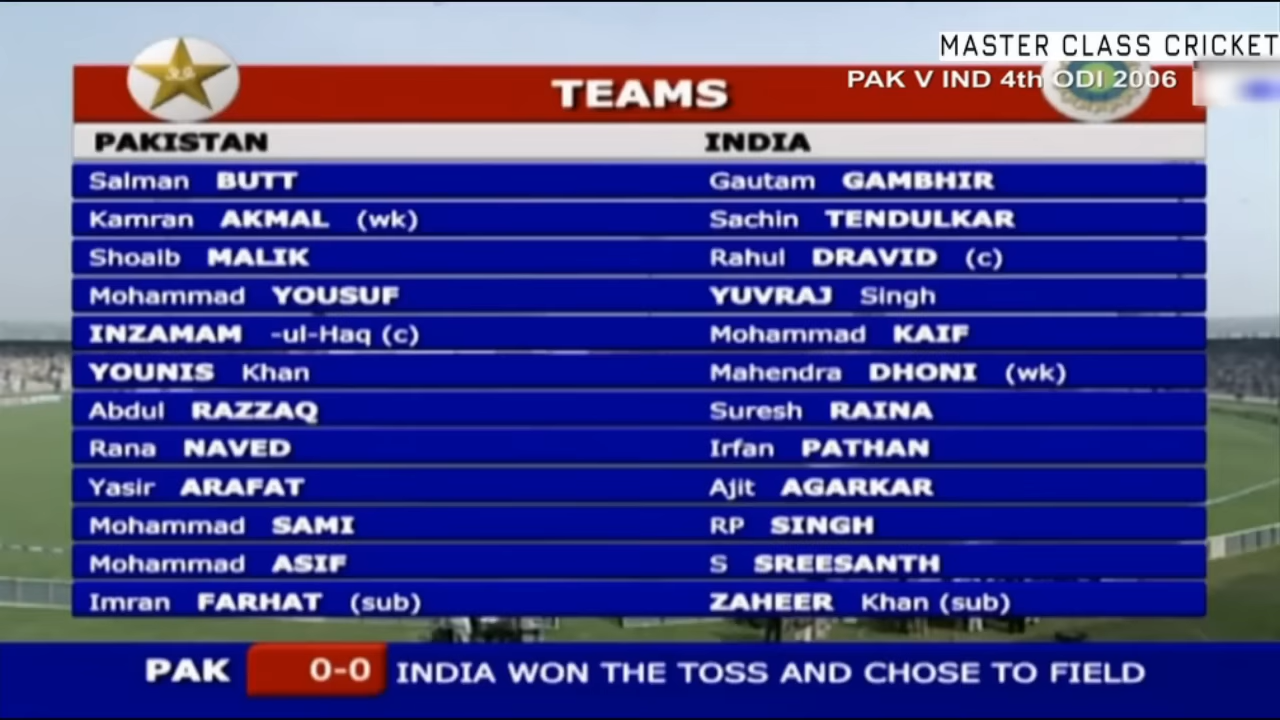 MASTER CLASS CRICKET
PAK V IND 4th ODI 2006
TEAMS
PAKISTAN INDIA
Salman BUTT Gautam GAMBHIR
Kamran AKMAL (wk) Sachin TENDULKAR
Shoaib MALIK Rahul DRAVID (c)
Mohammad YOUSUF YUVRAJ Singh
INZAMAM -ul-Haq (c) Mohammad KAIF
YOUNIS Khan Mahendra DHONI (wk)
Abdul RAZZAQ Suresh RAINA
Rana NAVED Irfan PATHAN
Yasir ARAFAT Ajit AGARKAR
Mohammad SAMI RP SINGH
Mohammad ASIF S SREESANTH
Imran FARHAT (sub) ZAHEER Khan (sub)
PAK 0-0 INDIA WON THE TOSS AND CHOSE TO FIELD